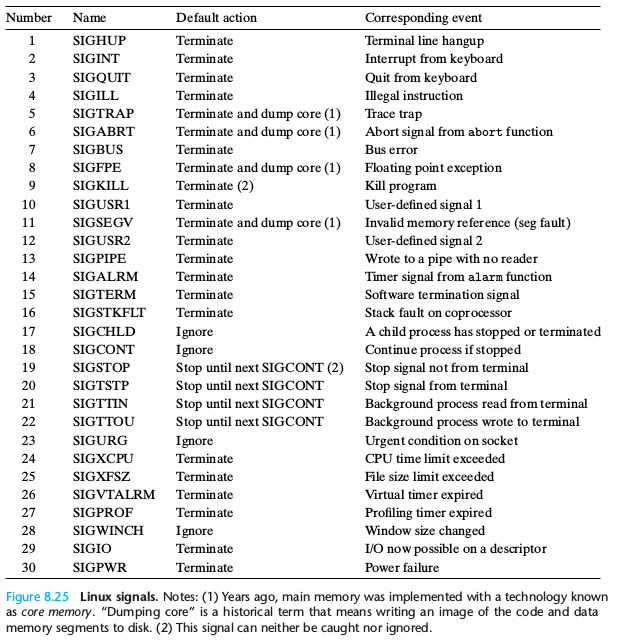 Number Name Default action Corresponding event
1 SIGHUP Terminate Terminal line hangup
2 SIGINT Terminate Interrupt from keyboard
3 SIGQUIT Terminate Quit from keyboard
4 SIGILL Terminate Illegal instruction
5 SIGTRAP Terminate and dump core (1) Trace trap
6 SIGABRT Terminate and dump core (1) Abort signal from abort function
7 SIGBUS Terminate Bus error
8 SIGFPE Terminate and dump core (1) Floating point exception
9 SIGKILL Terminate (2) Kill program
10 SIGUSR1 Terminate User-defined signal 1
11 SIGSEGV Terminate and dump core (1) Invalid memory reference (seg fault)
12 SIGUSR2 Terminate User-defined signal 2
13 SIGPIPE Terminate Wrote to a pipe with no reader
14 SIGALRM Terminate Timer signal from alarm function
15 SIGTERM Terminate Software termination signal
16 SIGSTKFLT Terminate Stack fault on coprocessor
17 SIGCHLD Ignore A child process has stopped or terminated
18 SIGCONT Ignore Continue process if stopped
19 SIGSTOP Stop until next SIGCONT (2) Stop signal not from terminal
20 SIGTSTP Stop until next SIGCONT Stop signal from terminal
21 SIGTTIN Stop until next SIGCONT Background process read from terminal
22 SIGTTOU Stop until next SIGCONT Background process wrote to terminal
23 SIGURG Ignore Urgent condition on socket
24 SIGXCPU Terminate CPU time limit exceeded
25 SIGXFSZ Terminate File size limit exceeded
26 SIGVTALRM Terminate Virtual timer expired
27 SIGPROF Terminate Profiling timer expired
28 SIGWINCH Ignore Window size changed
29 SIGIO Terminate I/O now possible on a descriptor
30 SIGPWR Terminate Power failure
Figure 8.25 Linux signals. Notes: (1) Years ago, main memory was implemented with a technology known
as core memory. “Dumping core” is a historical term that means writing an image of the code and data
memory segments to disk. (2) This signal can neither be caught nor ignored.